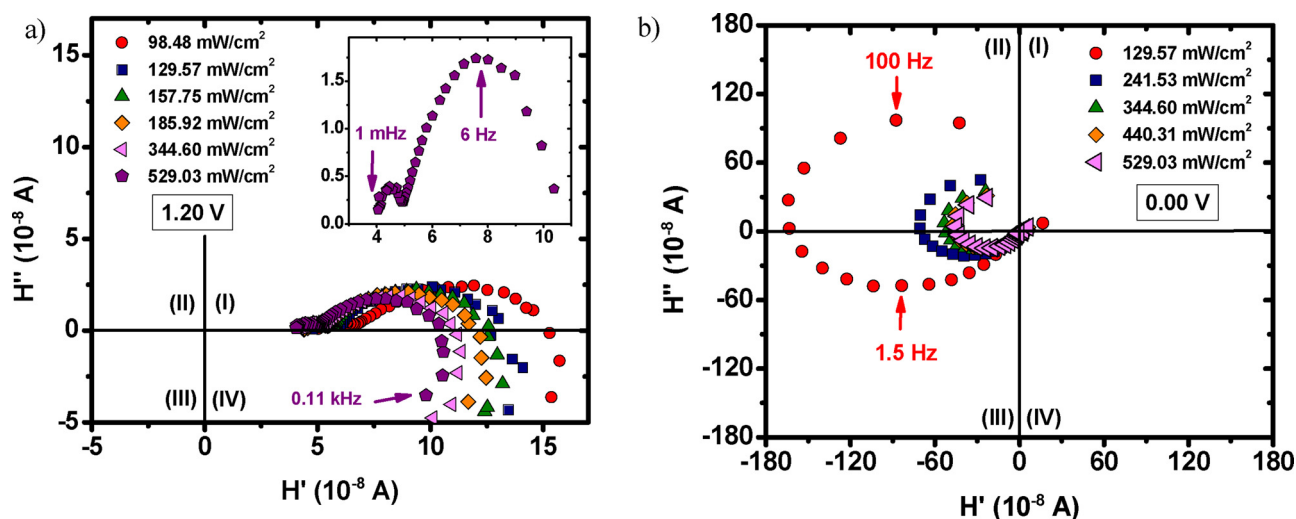 a)
98.48 mW/cm²
129.57 mW/cm²
157.75 mW/cm²
185.92 mW/cm²
344.60 mW/cm²
529.03 mW/cm²
1.20 V
15
10
5
0
-5
H'' (10⁻⁸ A)
1.5
1.0
0.5
0.0
1 mHz
6 Hz
4 6 8 10
(II) (I)
(III) (IV)
0.11 kHz
-5 0 5 10 15
H' (10⁻⁸ A)
b)
(II) (I)
129.57 mW/cm²
241.53 mW/cm²
344.60 mW/cm²
440.31 mW/cm²
529.03 mW/cm²
0.00 V
100 Hz
1.5 Hz
180
120
60
0
-60
-120
-180
H'' (10⁻⁸ A)
(III) (IV)
-180 -120 -60 0 60 120 180
H' (10⁻⁸ A)